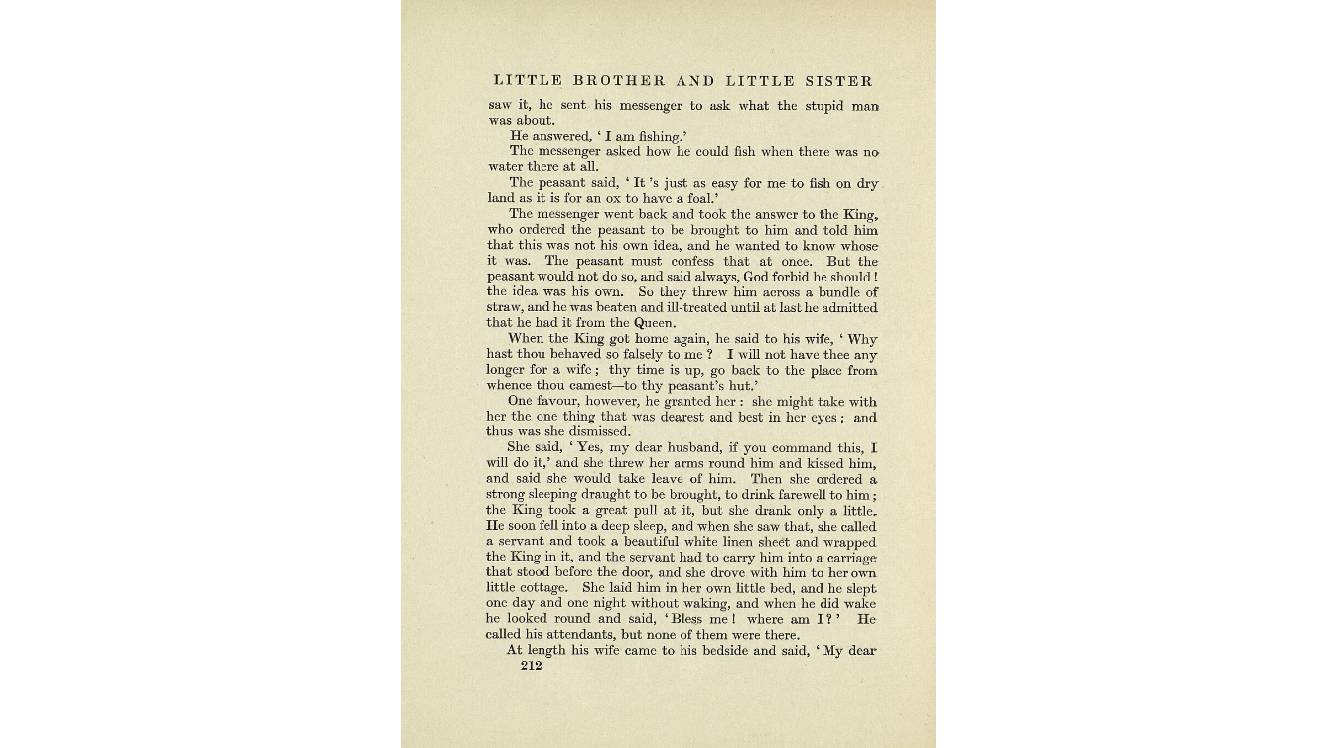 LITTLE BROTHER AND LITTLE SISTER
saw it, he sent his messenger to ask what the stupid man
was about.
He answered, ‘ I am fishing.’
The messenger asked how he could fish when there was no
water there at all.
The peasant said, ‘ It ’s just as easy for me to fish on dry
land as it is for an ox to have a foal.’
The messenger went back and took the answer to the King,
who ordered the peasant to be brought to him and told him
that this was not his own idea, and he wanted to know whose
it was. The peasant must confess that at once. But the
peasant would not do so, and said always, God forbid he should !
the idea was his own. So they threw him across a bundle of
straw, and he was beaten and ill-treated until at last he admitted
that he had it from the Queen.
When the King got home again, he said to his wife, ‘ Why
hast thou behaved so falsely to me ? I will not have thee any
longer for a wife ; thy time is up, go back to the place from
whence thou camest—to thy peasant’s hut.’
One favour, however, he granted her : she might take with
her the one thing that was dearest and best in her eyes ; and
thus was she dismissed.
She said, ‘ Yes, my dear husband, if you command this, I
will do it,’ and she threw her arms round him and kissed him,
and said she would take leave of him. Then she ordered a
strong sleeping draught to be brought, to drink farewell to him ;
the King took a great pull at it, but she drank only a little.
He soon fell into a deep sleep, and when she saw that, she called
a servant and took a beautiful white linen sheet and wrapped
the King in it, and the servant had to carry him into a carriage
that stood before the door, and she drove with him to her own
little cottage. She laid him in her own little bed, and he slept
one day and one night without waking, and when he did wake
he looked round and said, ‘ Bless me ! where am I ? ’ He
called his attendants, but none of them were there.
At length his wife came to his bedside and said, ‘ My dear
212